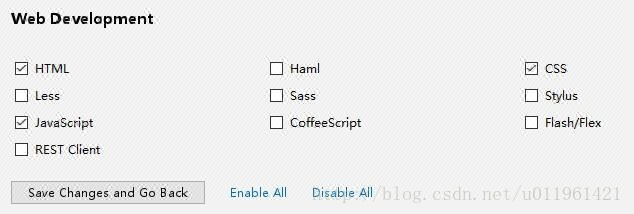 Web Development
HTML Haml CSS
Less Sass Stylus
JavaScript CoffeeScript Flash/Flex
REST Client
Save Changes and Go Back Enable All Disable All
http://blog.csdn.net/u011961421